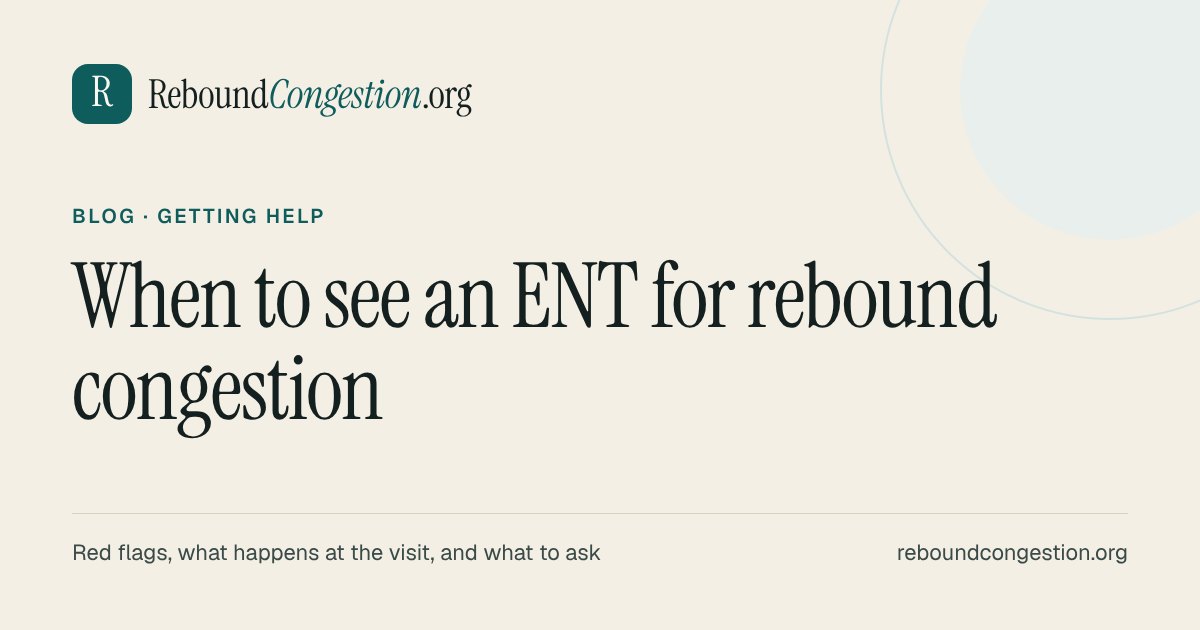 R
ReboundCongestion.org
BLOG · GETTING HELP
When to see an ENT for rebound
congestion
Red flags, what happens at the visit, and what to ask
reboundcongestion.org